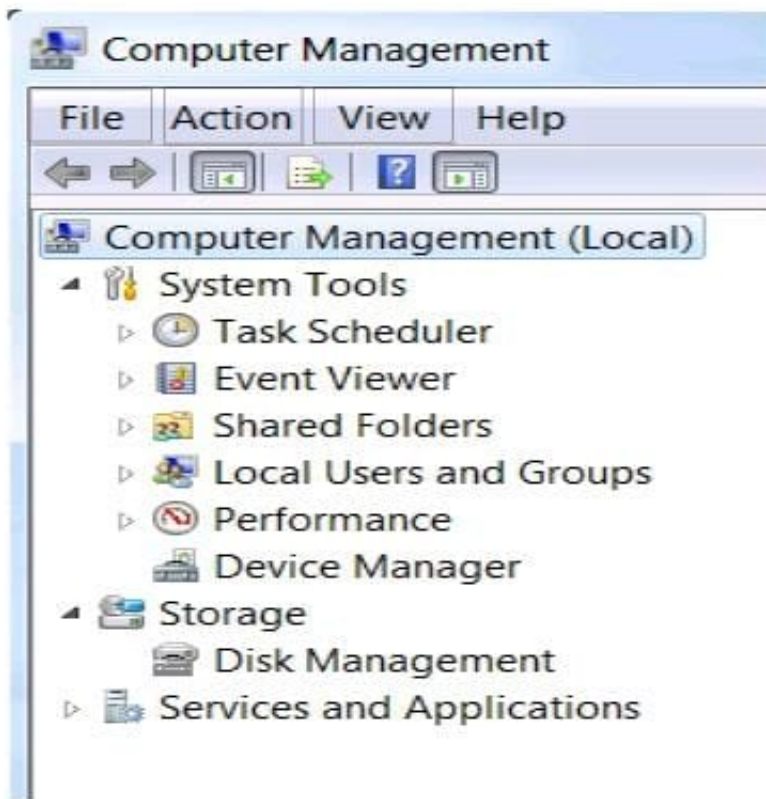 Computer Management
File Action View Help
Computer Management (Local)
System Tools
Task Scheduler
Event Viewer
Shared Folders
Local Users and Groups
Performance
Device Manager
Storage
Disk Management
Services and Applications